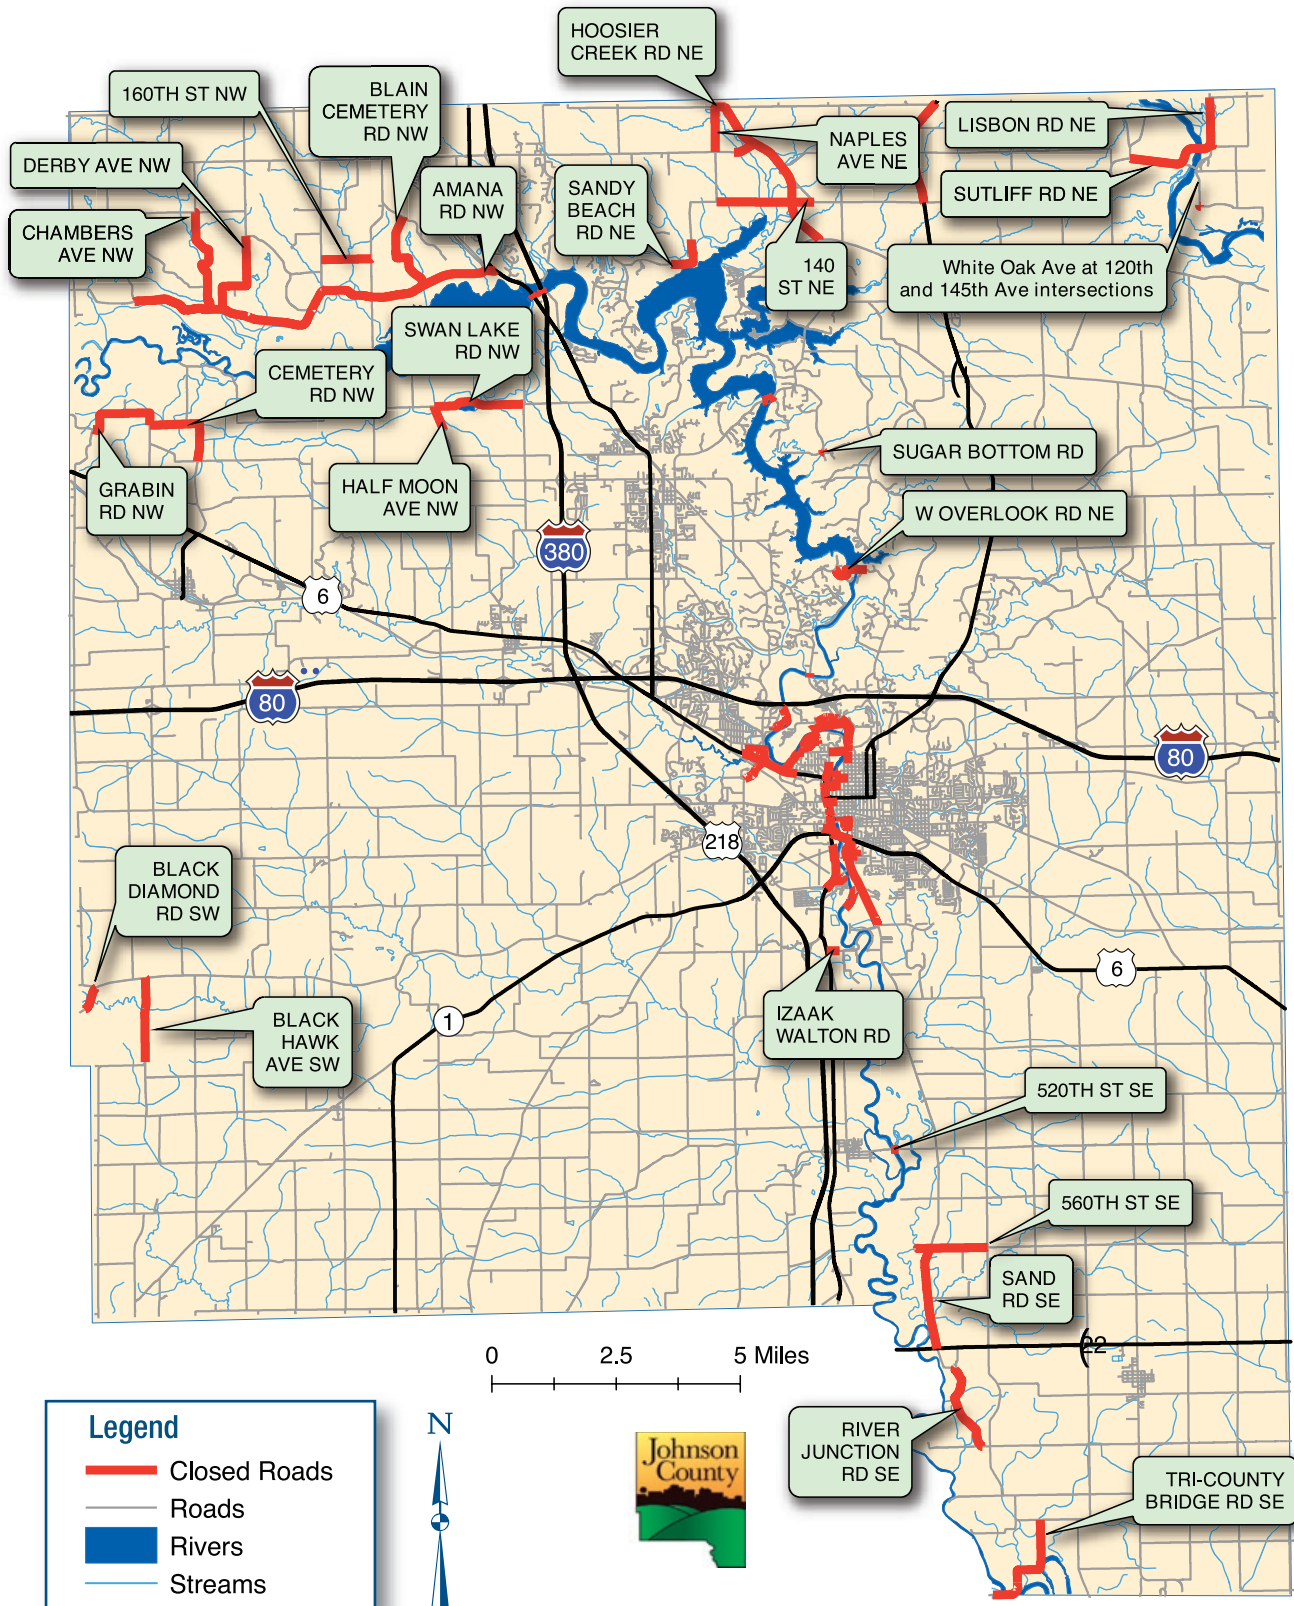 HOOSIER
CREEK RD NE
160TH ST NW
BLAIN
CEMETERY
RD NW
DERBY AVE NW
AMANA
RD NW
SANDY
BEACH
RD NE
NAPLES
AVE NE
LISBON RD NE
SUTLIFF RD NE
CHAMBERS
AVE NW
140
ST NE
White Oak Ave at 120th
and 145th Ave intersections
SWAN LAKE
RD NW
CEMETERY
RD NW
SUGAR BOTTOM RD
GRABIN
RD NW
HALF MOON
AVE NW
W OVERLOOK RD NE
380
6
80
80
218
BLACK
DIAMOND
RD SW
6
IZAAK
WALTON RD
1
BLACK
HAWK
AVE SW
520TH ST SE
560TH ST SE
SAND
RD SE
22
0 2.5 5 Miles
RIVER
JUNCTION
RD SE
TRI-COUNTY
BRIDGE RD SE
Legend
Closed Roads
Roads
Rivers
Streams
N
Johnson
County